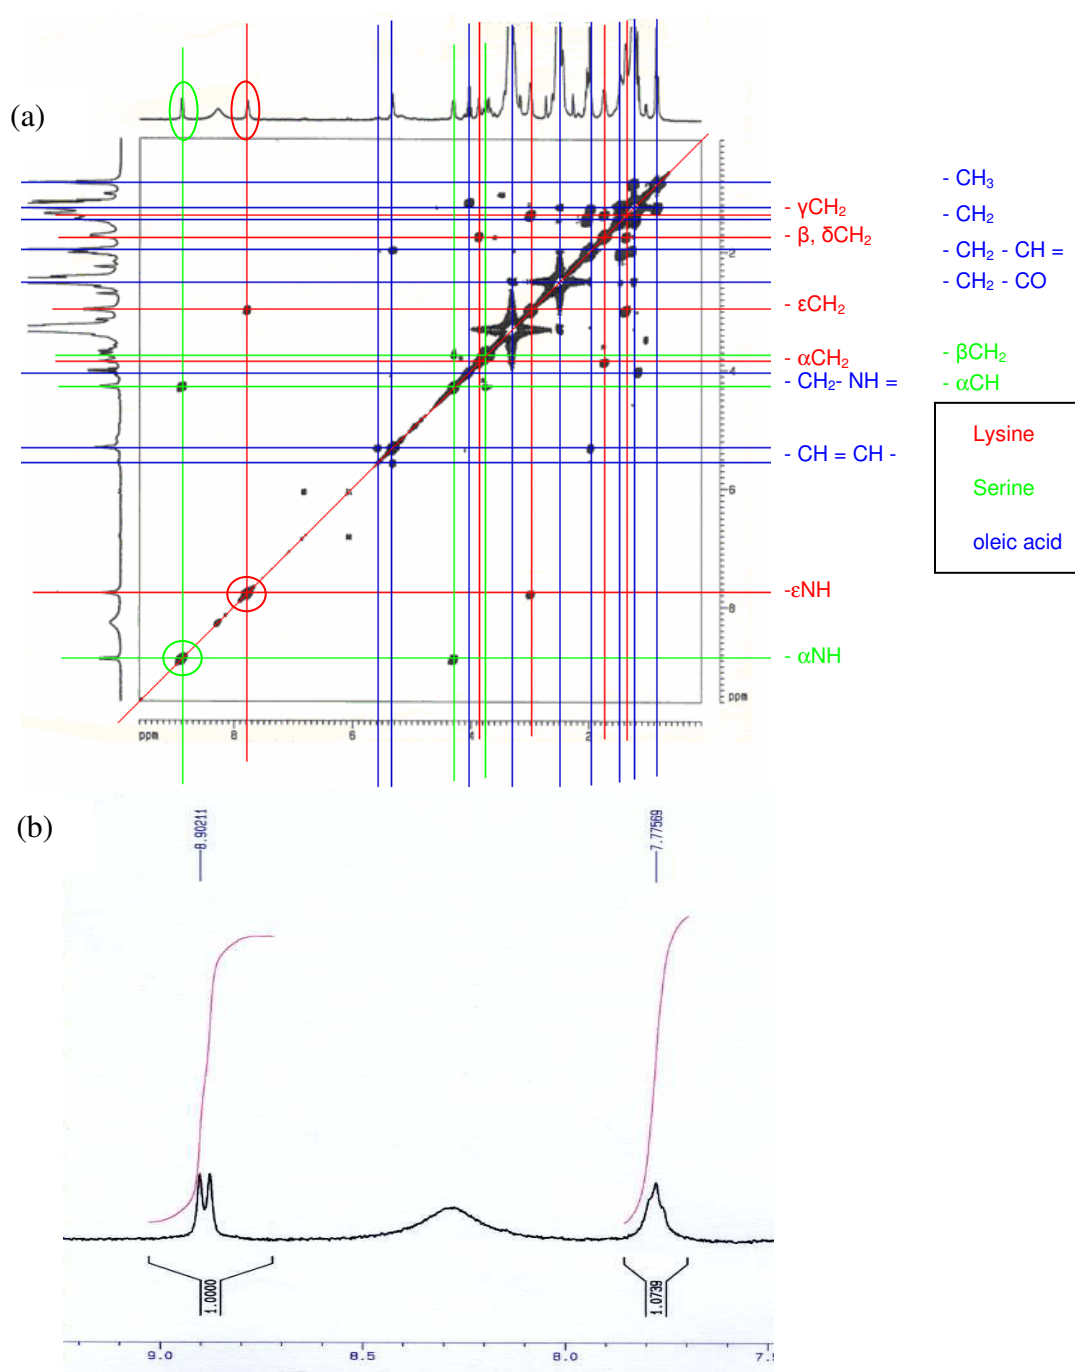 (a)
- CH₃
- γCH₂
- CH₂
- β, δCH₂
- CH₂ - CH =
- CH₂ - CO
- εCH₂
- αCH₂
- βCH₂
- CH₂- NH =
- αCH
- CH = CH -
Lysine
Serine
oleic acid
-εNH
- αNH
2
4
6
8
ppm
ppm
8
6
4
2
(b)
8.90211
7.77569
1.0000
1.0739
9.0
8.5
8.0